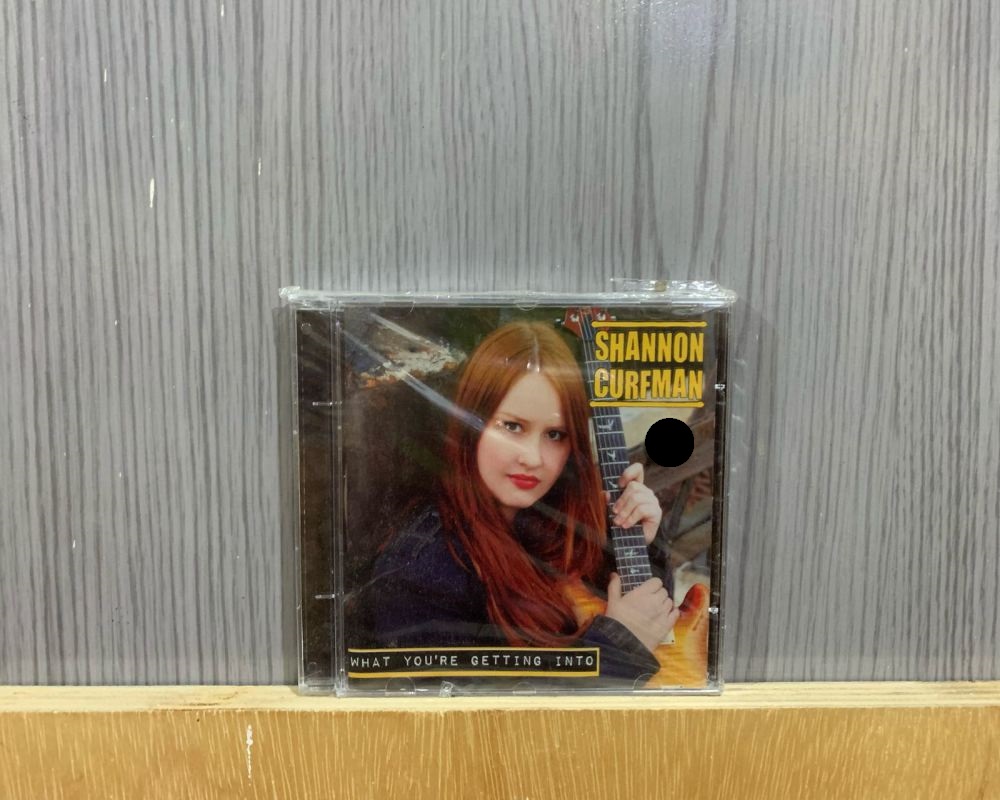 SHANNON
CURFMAN
WHAT YOU'RE GETTING INTO